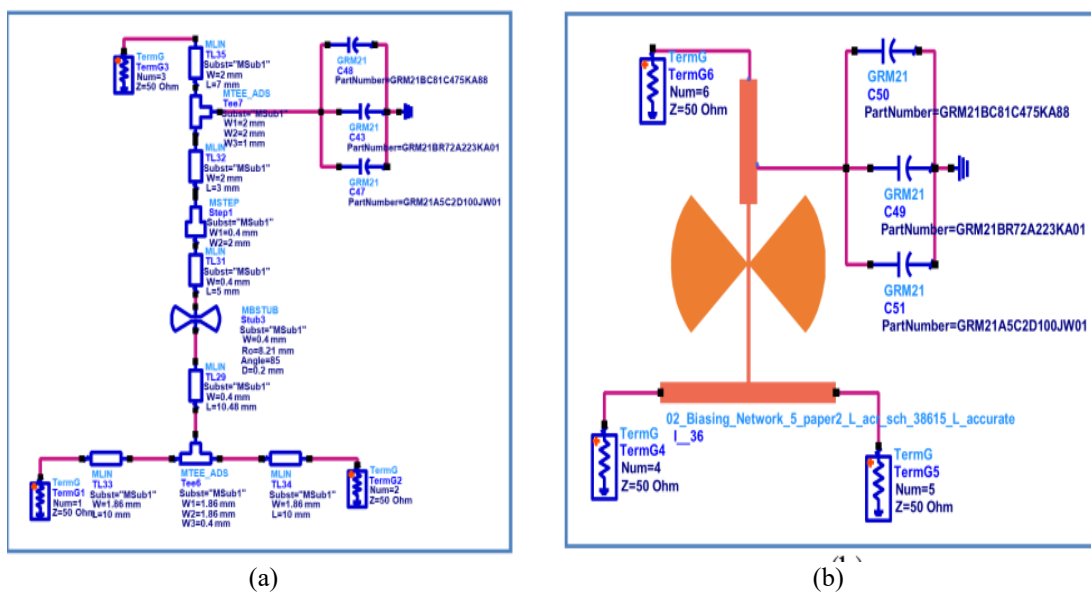 MLIN
TL35
Subst="MSub1"
W=2 mm
L=7 mm
TermG
TermG3
Num=3
Z=50 Ohm
MTEE_ADS
Tee7
Subst="MSub1"
W1=2 mm
W2=2 mm
W3=1 mm
GRM21
C48
PartNumber=GRM21BC81C475KA88
GRM21
C43
PartNumber=GRM21BR72A223KA01
GRM21
C47
PartNumber=GRM21A5C2D100JW01
MLIN
TL32
Subst="MSub1"
W=2 mm
L=3 mm
MSTEP
Step1
Subst="MSub1"
W1=0.4 mm
W2=2 mm
MLIN
TL31
Subst="MSub1"
W=0.4 mm
L=5 mm
MBSTUB
Stub3
Subst="MSub1"
W=0.4 mm
Ro=8.21 mm
Angle=85
D=0.2 mm
MLIN
TL29
Subst="MSub1"
W=0.4 mm
L=10.48 mm
TermG
TermG1
Num=1
Z=50 Ohm
MLIN
TL33
Subst="MSub1"
W=1.86 mm
L=10 mm
MTEE_ADS
Tee6
Subst="MSub1"
W1=1.86 mm
W2=1.86 mm
W3=0.4 mm
MLIN
TL34
Subst="MSub1"
W=1.86 mm
L=10 mm
TermG
TermG2
Num=2
Z=50 Ohm
(a)
TermG
TermG6
Num=6
Z=50 Ohm
GRM21
C50
PartNumber=GRM21BC81C475KA88
GRM21
C49
PartNumber=GRM21BR72A223KA01
GRM21
C51
PartNumber=GRM21A5C2D100JW01
I__36
TermG
TermG4
Num=4
Z=50 Ohm
TermG
TermG5
Num=5
Z=50 Ohm
(b)